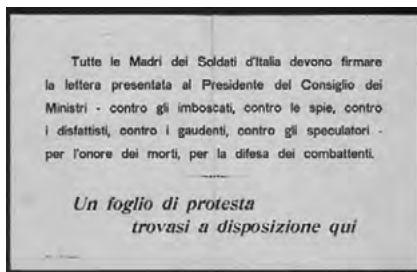 Tutte le Madri dei Soldati d'Italia devono firmare
la lettera presentata al Presidente del Consiglio dei
Ministri - contro gli imboscati, contro le spie, contro
i disfattisti, contro i gaudenti, contro gli speculatori -
per l'onore dei morti, per la difesa dei combattenti.
Un foglio di protesta
trovasi a disposizione qui